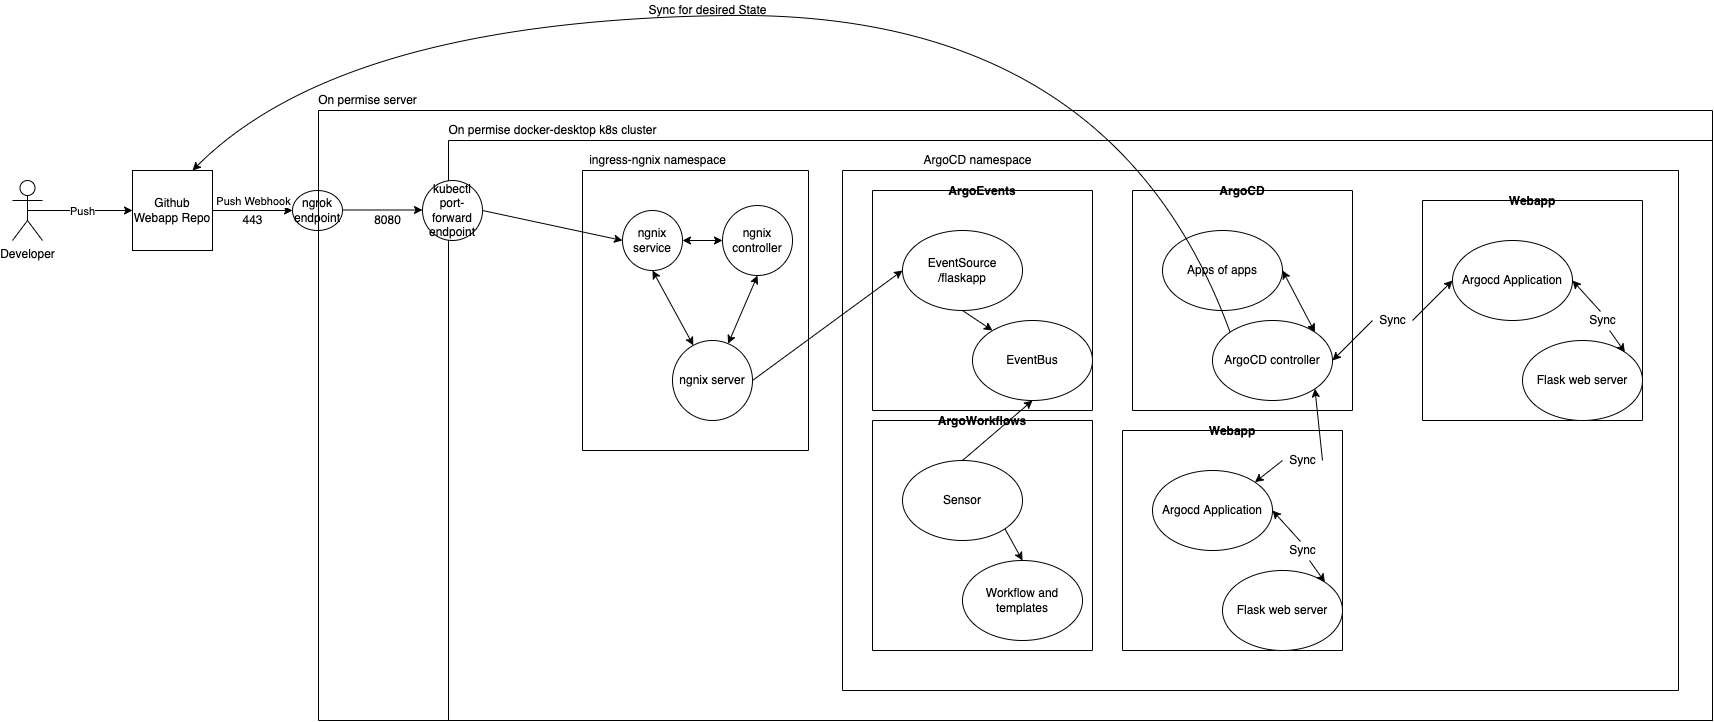 Sync for desired State
On permise server
On permise docker-desktop k8s cluster
ingress-ngnix namespace
ArgoCD namespace
Developer
Push
Github
Webapp Repo
Push Webhook
443
ngrok
endpoint
8080
kubectl
port-
forward
endpoint
ngnix
service
ngnix
controller
ngnix server
ArgoEvents
EventSource
/flaskapp
EventBus
ArgoWorkflows
Sensor
Workflow and
templates
ArgoCD
Apps of apps
ArgoCD controller
Sync
Webapp
Argocd Application
Sync
Flask web server
Webapp
Sync
Argocd Application
Sync
Flask web server